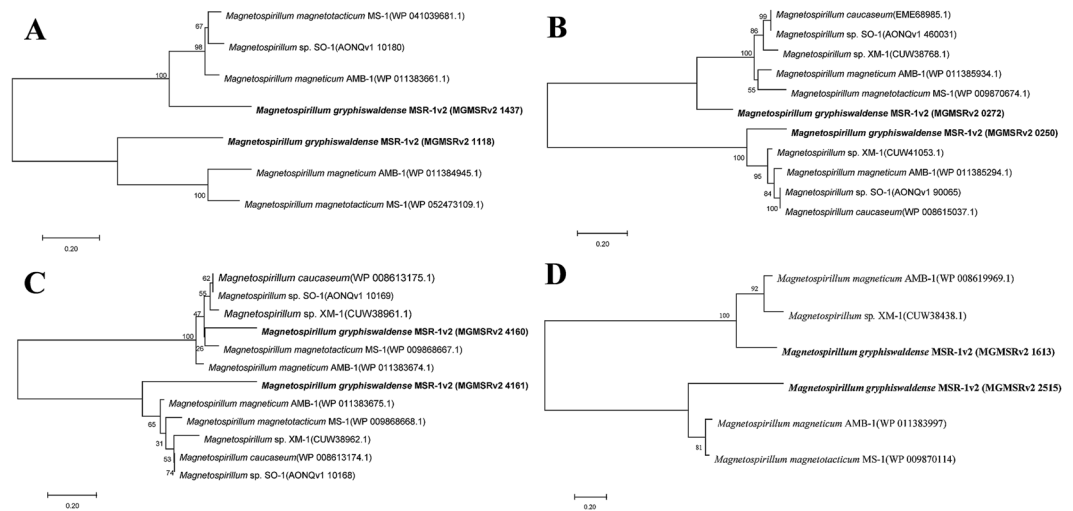 A
Magnetospirillum magnetotacticum MS-1(WP 041039681.1)
67
Magnetospirillum sp. SO-1(AONQv1 10180)
98
Magnetospirillum magneticum AMB-1(WP 011383661.1)
100
Magnetospirillum gryphiswaldense MSR-1v2 (MGMSRv2 1437)
Magnetospirillum gryphiswaldense MSR-1v2 (MGMSRv2 1118)
Magnetospirillum magneticum AMB-1(WP 011384945.1)
100
Magnetospirillum magnetotacticum MS-1(WP 052473109.1)
0.20
B
99
Magnetospirillum caucaseum(EME68985.1)
86
Magnetospirillum sp. SO-1(AONQv1 460031)
100
Magnetospirillum sp. XM-1(CUW38768.1)
Magnetospirillum magneticum AMB-1(WP 011385934.1)
55
Magnetospirillum magnetotacticum MS-1(WP 009870674.1)
Magnetospirillum gryphiswaldense MSR-1v2 (MGMSRv2 0272)
Magnetospirillum gryphiswaldense MSR-1v2 (MGMSRv2 0250)
100
Magnetospirillum sp. XM-1(CUW41053.1)
95
Magnetospirillum magneticum AMB-1(WP 011385294.1)
84
Magnetospirillum sp. SO-1(AONQv1 90065)
100
Magnetospirillum caucaseum(WP 008615037.1)
0.20
C
62
Magnetospirillum caucaseum(WP 008613175.1)
55
Magnetospirillum sp. SO-1(AONQv1 10169)
47
Magnetospirillum sp. XM-1(CUW38961.1)
100
Magnetospirillum gryphiswaldense MSR-1v2 (MGMSRv2 4160)
26
Magnetospirillum magnetotacticum MS-1(WP 009868667.1)
Magnetospirillum magneticum AMB-1(WP 011383674.1)
Magnetospirillum gryphiswaldense MSR-1v2 (MGMSRv2 4161)
Magnetospirillum magneticum AMB-1(WP 011383675.1)
65
Magnetospirillum magnetotacticum MS-1(WP 009868668.1)
31
Magnetospirillum sp. XM-1(CUW38962.1)
53
Magnetospirillum caucaseum(WP 008613174.1)
74
Magnetospirillum sp. SO-1(AONQv1 10168)
0.20
D
Magnetospirillum magneticum AMB-1(WP 008619969.1)
92
Magnetospirillum sp. XM-1(CUW38438.1)
100
Magnetospirillum gryphiswaldense MSR-1v2 (MGMSRv2 1613)
Magnetospirillum gryphiswaldense MSR-1v2 (MGMSRv2 2515)
Magnetospirillum magneticum AMB-1(WP 011383997)
81
Magnetospirillum magnetotacticum MS-1(WP 009870114)
0.20